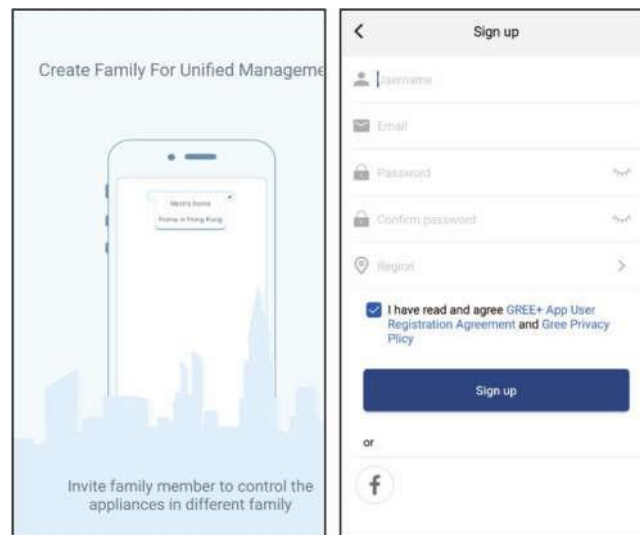 Create Family For Unified Manageme
Mom's home
Home in Hong Kong
Invite family member to control the
appliances in different family
Sign up
Username
Email
Password
Confirm password
Region
I have read and agree GREE+ App User
Registration Agreement and Gree Privacy
Plicy
Sign up
or
f